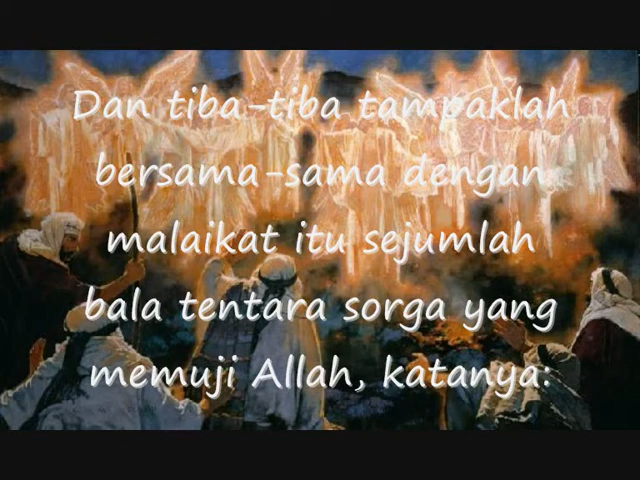 Dan tiba-tiba tampaklah
bersama-sama dengan
malaikat itu sejumlah
bala tentara sorga yang
memuji Allah, katanya: